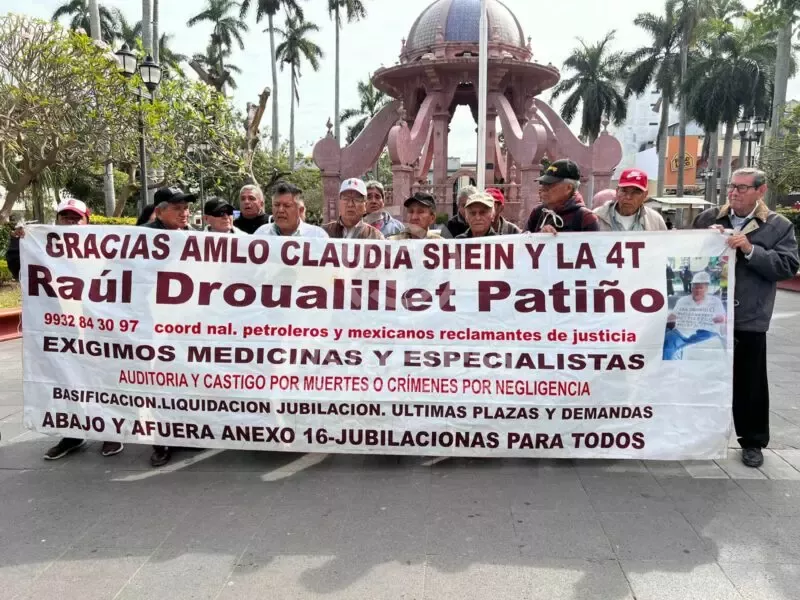 GRACIAS AMLO CLAUDIA SHEIN Y LA 4T
Raúl Drouaillet Patiño
9932 84 30 97 coord nal. petroleros y mexicanos reclamantes de justicia
EXIGIMOS MEDICINAS Y ESPECIALISTAS
AUDITORIA Y CASTIGO POR MUERTES O CRÍMENES POR NEGLIGENCIA
BASIFICACION.LIQUIDACION JUBILACION. ULTIMAS PLAZAS Y DEMANDAS
ABAJO Y AFUERA ANEXO 16-JUBILACIONAS PARA TODOS